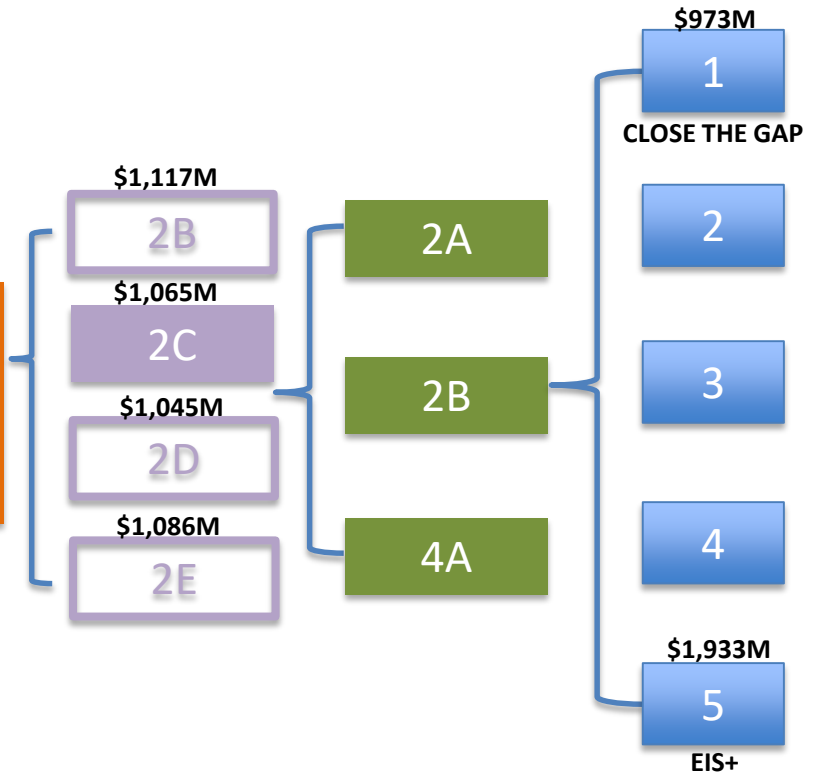 $1,117M
2B
$1,065M
2C
$1,045M
2D
$1,086M
2E
2A
2B
4A
$973M
1
CLOSE THE GAP
2
3
4
$1,933M
5
EIS+